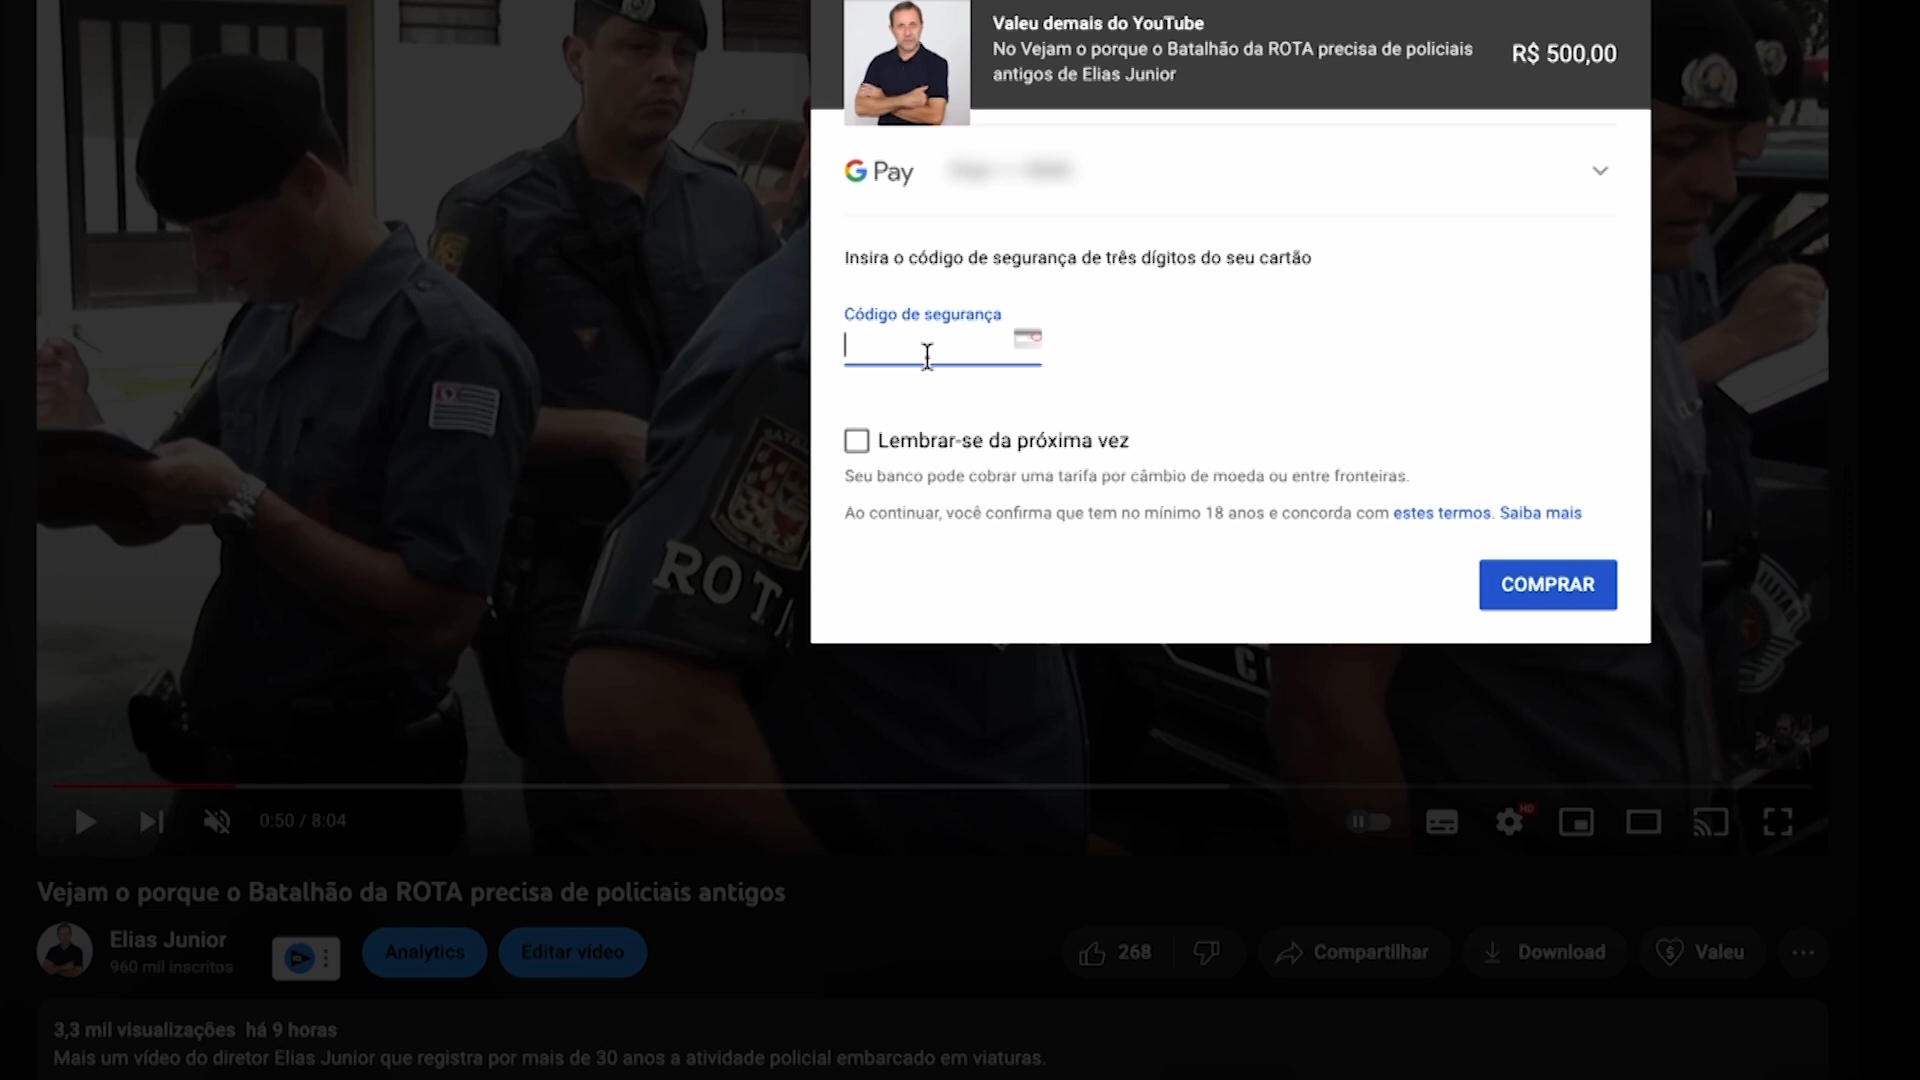 Valeu demais do YouTube
No Vejam o porque o Batalhão da ROTA precisa de policiais
antigos de Elias Junior
R$ 500,00
G Pay
Insira o código de segurança de três dígitos do seu cartão
Código de segurança
Lembrar-se da próxima vez
Seu banco pode cobrar uma tarifa por câmbio de moeda ou entre fronteiras.
Ao continuar, você confirma que tem no mínimo 18 anos e concorda com estes termos. Saiba mais
COMPRAR
ROTA
0:50 / 8:04
HD
Vejam o porque o Batalhão da ROTA precisa de policiais antigos
Elias Junior
960 mil inscritos
Analytics
Editar vídeo
268
Compartilhar
Download
Valeu
3,3 mil visualizações há 9 horas
Mais um vídeo do diretor Elias Junior que registra por mais de 30 anos a atividade policial embarcado em viaturas.